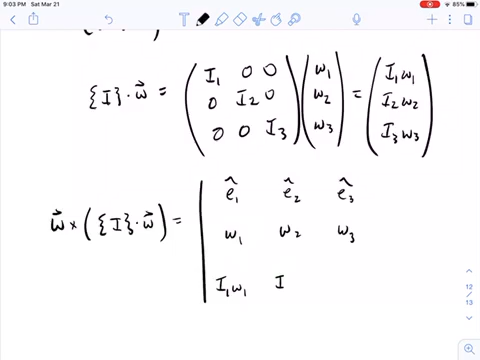 9:03 PM Sat Mar 21 85%
{I} · ω⃗ = ( I₁ 0 0 ) ( ω₁ ) = ( I₁ω₁ )
( 0 I₂ 0 ) ( ω₂ ) ( I₂ω₂ )
( 0 0 I₃ ) ( ω₃ ) ( I₃ω₃ )
ω⃗ × ( {I} · ω⃗ ) = | ê₁ ê₂ ê₃
ω₁ ω₂ ω₃
I₁ω₁ I
12
13